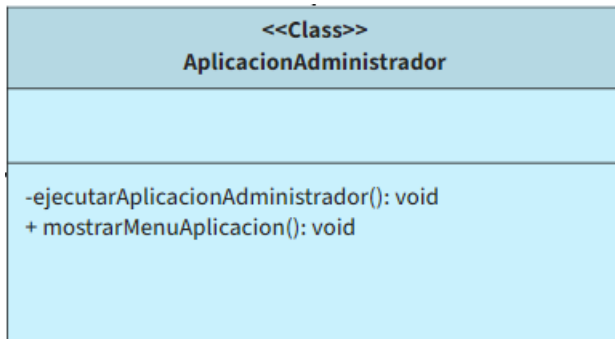 <<Class>>
AplicacionAdministrador
-ejecutarAplicacionAdministrador(): void
+ mostrarMenuAplicacion(): void